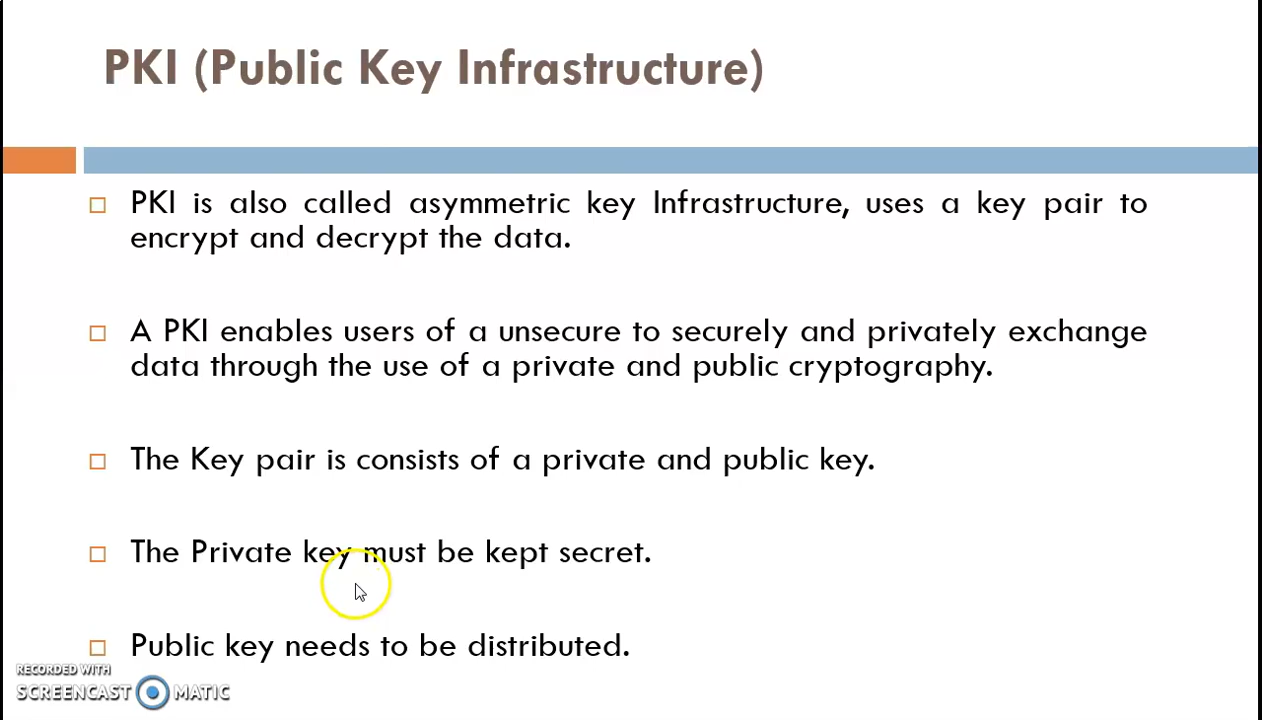 PKI (Public Key Infrastructure)
PKI is also called asymmetric key Infrastructure, uses a key pair to
encrypt and decrypt the data.
A PKI enables users of a unsecure to securely and privately exchange
data through the use of a private and public cryptography.
The Key pair is consists of a private and public key.
The Private key must be kept secret.
Public key needs to be distributed.
RECORDED WITH
SCREENCAST MATIC